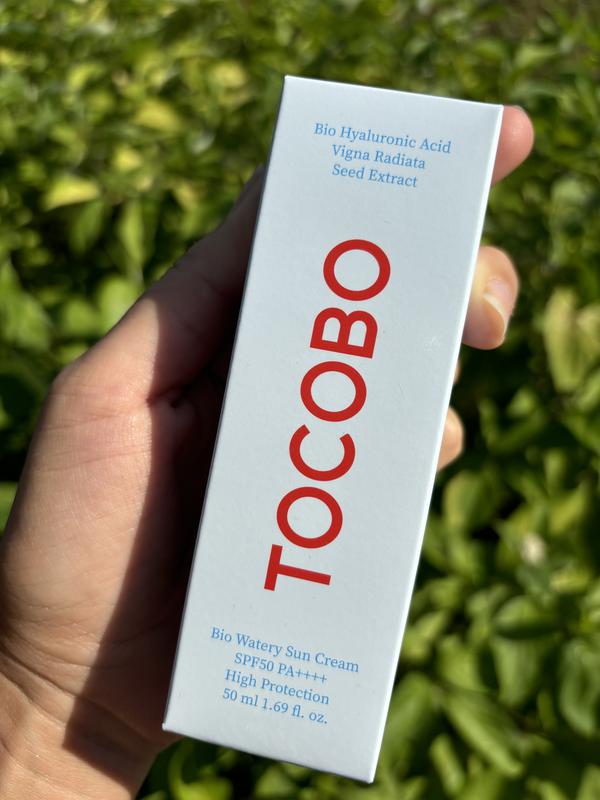 Bio Hyaluronic Acid
Vigna Radiata
Seed Extract
TOCOBO
Bio Watery Sun Cream
SPF50 PA++++
High Protection
50 ml 1.69 fl. oz.